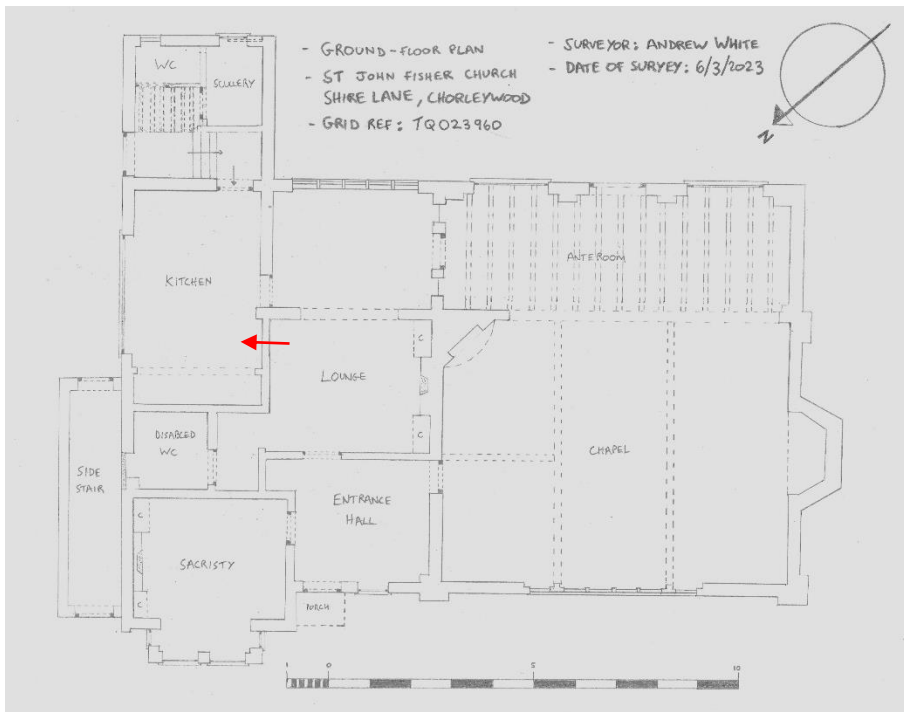 - GROUND-FLOOR PLAN
- ST JOHN FISHER CHURCH
SHIRE LANE, CHORLEYWOOD
- GRID REF: TQ023960
- SURVEYOR: ANDREW WHITE
- DATE OF SURVEY: 6/3/2023
N
WC
SCULLERY
KITCHEN
ANTEROOM
C
LOUNGE
C
DISABLED
WC
CHAPEL
SIDE
STAIR
ENTRANCE
HALL
C
SACRISTY
C
PORCH
1
0
5
10